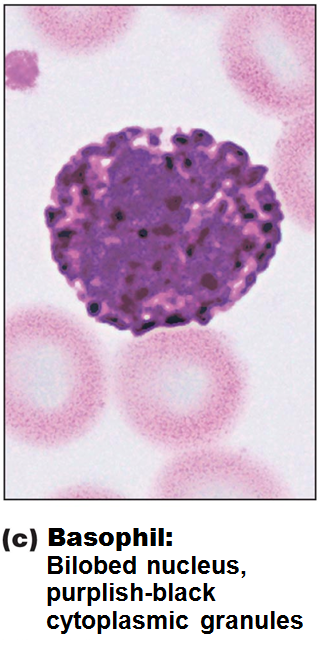 (c) Basophil:
Bilobed nucleus,
purplish-black
cytoplasmic granules